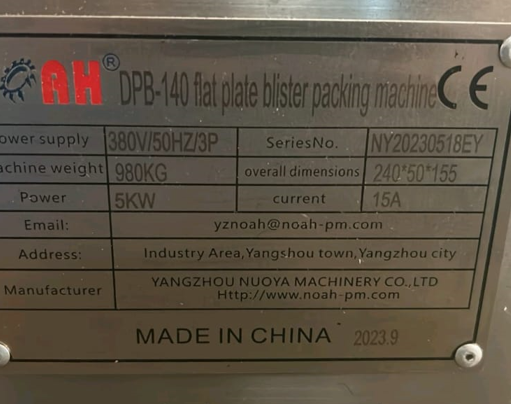 AH® DPB-140 flat plate blister packing machine CE
ower supply 380V/50HZ/3P SeriesNo. NY20230518EY
achine weight 980KG overall dimensions 240*50*155
Power 5KW current 15A
Email: yznoah@noah-pm.com
Address: Industry Area,Yangshou town,Yangzhou city
Manufacturer YANGZHOU NUOYA MACHINERY CO.,LTD
Http://www.noah-pm.com
MADE IN CHINA 2023.9